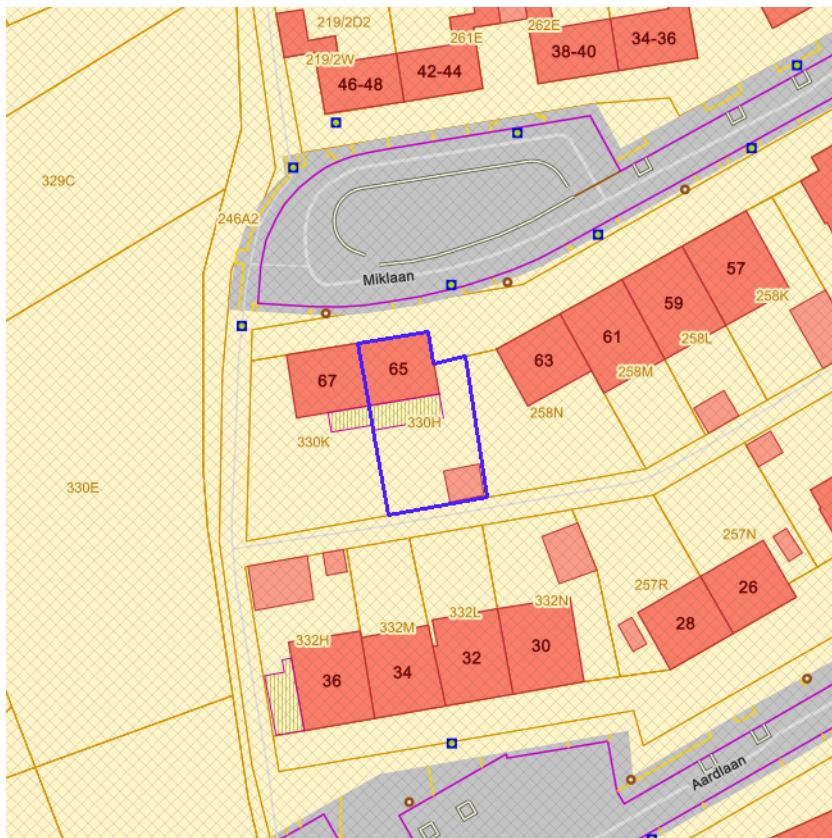 219/2D2
261E
262E
38-40
34-36
219/2W
46-48
42-44
329C
246A2
Miklaan
57
258K
59
61
258L
63
258M
67
65
258N
330H
330K
330E
257N
257R
26
28
332N
332L
332M
332H
30
32
34
36
Aardlaan